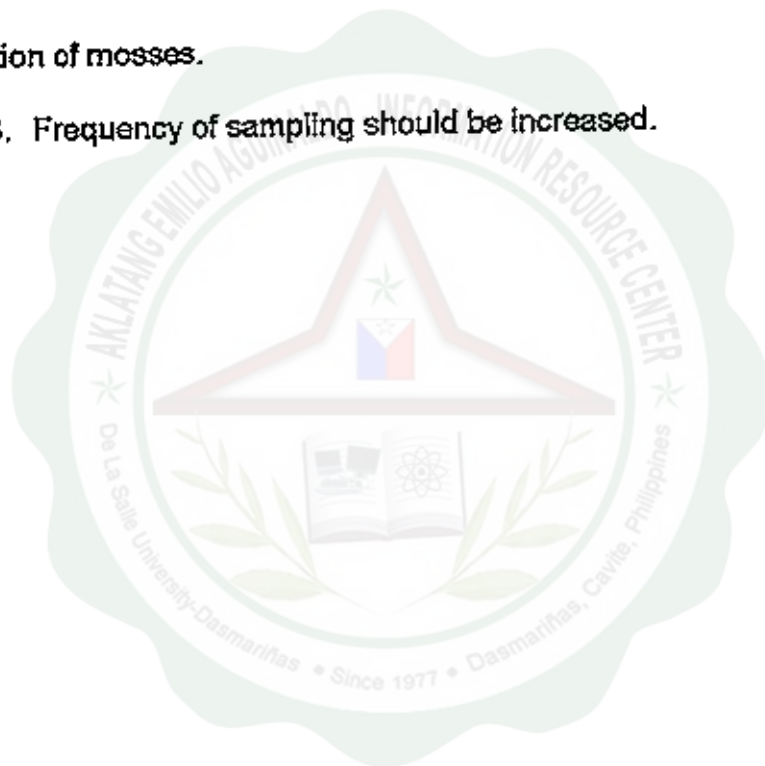 ion of mosses.
. Frequency of sampling should be increased.
AKLATANG EMILIO AGUINALDO INFORMATION RESOURCE CENTER
De La Salle University-Dasmariñas • Since 1977 • Dasmariñas, Cavite, Philippines